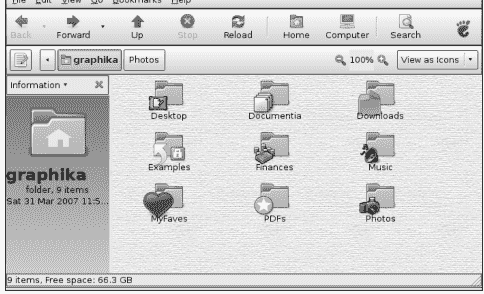 File Edit View Go Bookmarks Help
Back Forward Up Stop Reload Home Computer Search
graphika Photos 100% View as Icons
Information
Desktop Documentia Downloads
Examples Finances Music
MyFaves PDFs Photos
graphika
folder, 9 items
Sat 31 Mar 2007 11:5...
9 items, Free space: 66.3 GB